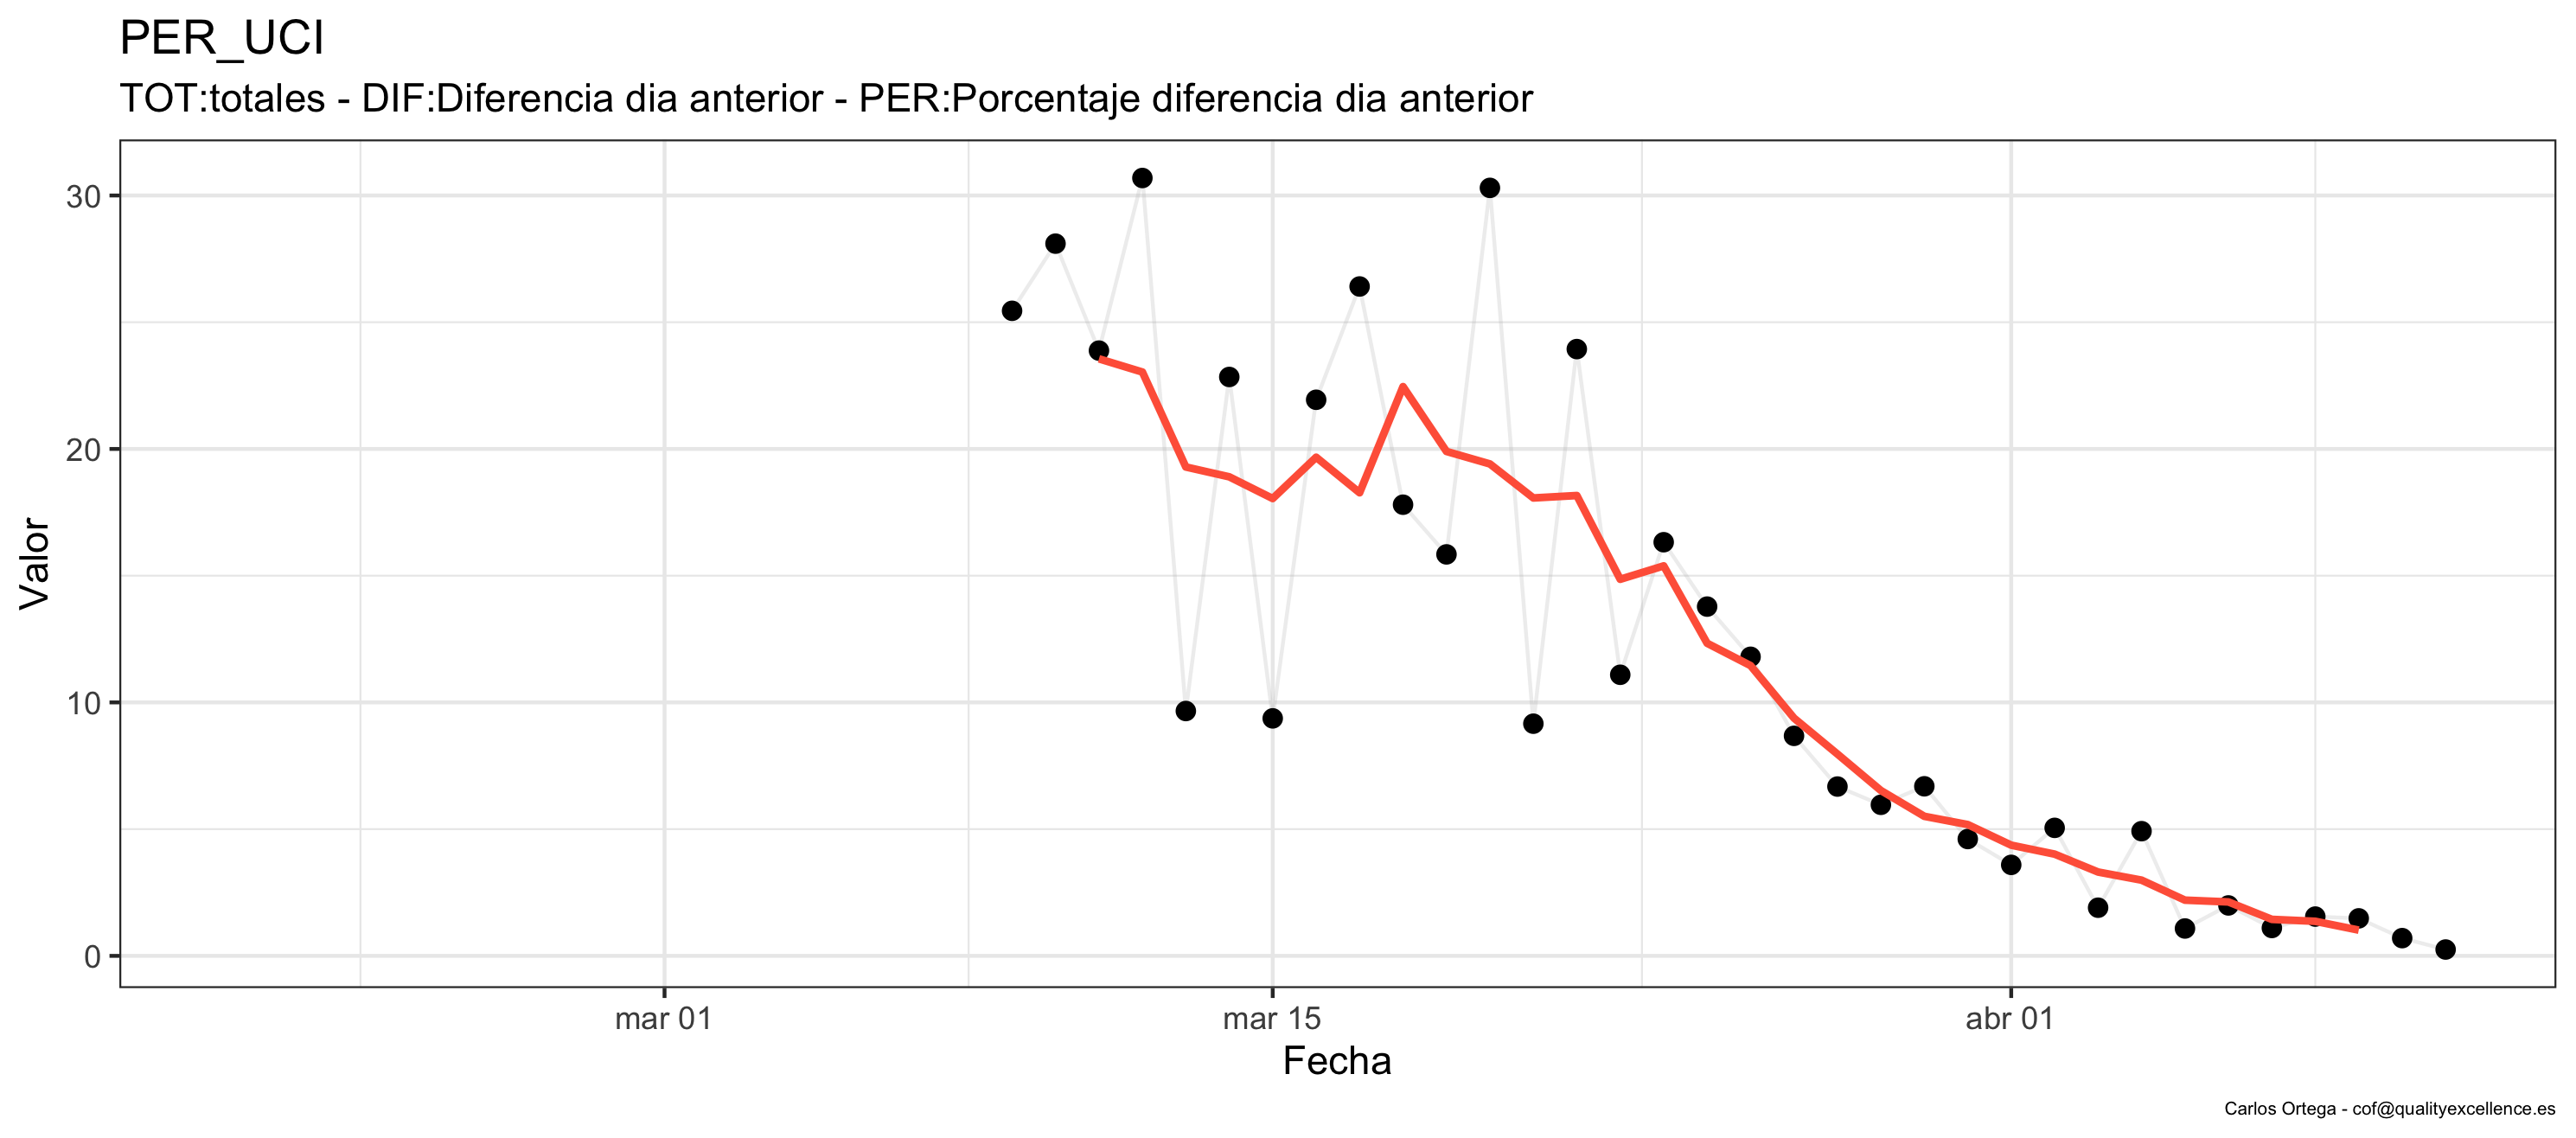 PER_UCI
TOT:totales - DIF:Diferencia dia anterior - PER:Porcentaje diferencia dia anterior
30
20
10
0
Valor
mar 01
mar 15
abr 01
Fecha
Carlos Ortega - cof@qualityexcellence.es